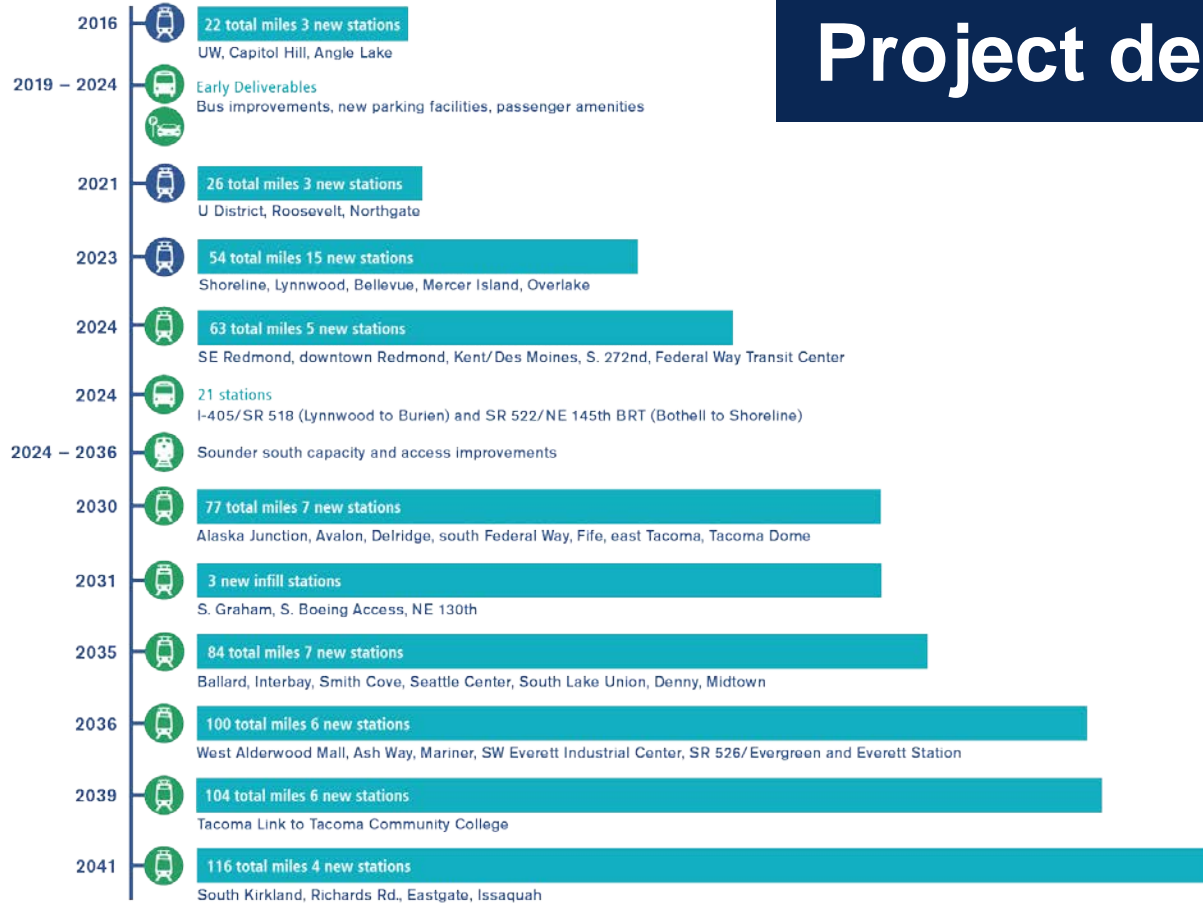 Project de
2016
22 total miles 3 new stations
UW, Capitol Hill, Angle Lake
2019 – 2024
Early Deliverables
Bus improvements, new parking facilities, passenger amenities
P
2021
26 total miles 3 new stations
U District, Roosevelt, Northgate
2023
54 total miles 15 new stations
Shoreline, Lynnwood, Bellevue, Mercer Island, Overlake
2024
63 total miles 5 new stations
SE Redmond, downtown Redmond, Kent/Des Moines, S. 272nd, Federal Way Transit Center
2024
21 stations
I-405/SR 518 (Lynnwood to Burien) and SR 522/NE 145th BRT (Bothell to Shoreline)
2024 – 2036
Sounder south capacity and access improvements
2030
77 total miles 7 new stations
Alaska Junction, Avalon, Delridge, south Federal Way, Fife, east Tacoma, Tacoma Dome
2031
3 new infill stations
S. Graham, S. Boeing Access, NE 130th
2035
84 total miles 7 new stations
Ballard, Interbay, Smith Cove, Seattle Center, South Lake Union, Denny, Midtown
2036
100 total miles 6 new stations
West Alderwood Mall, Ash Way, Mariner, SW Everett Industrial Center, SR 526/Evergreen and Everett Station
2039
104 total miles 6 new stations
Tacoma Link to Tacoma Community College
2041
116 total miles 4 new stations
South Kirkland, Richards Rd., Eastgate, Issaquah